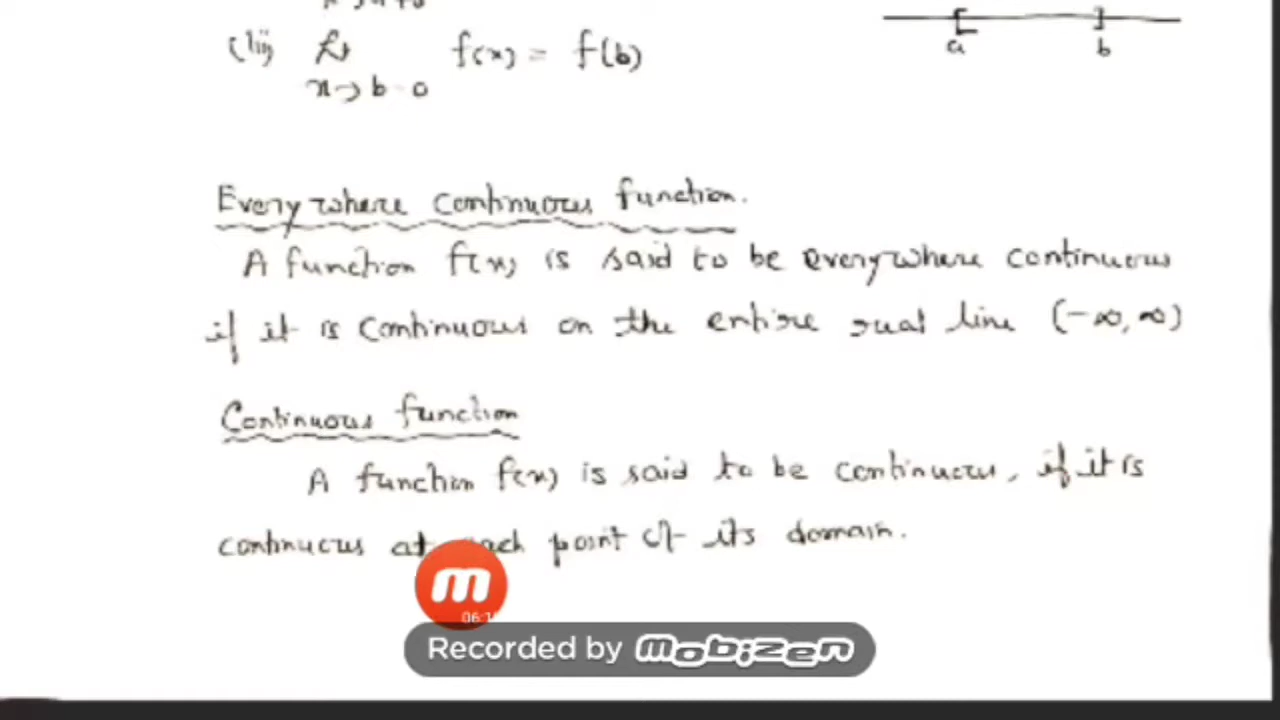 (iii) Lt f(x) = f(b)
x→ b-0
a b
Everywhere continuous function.
A function f(x) is said to be everywhere continuous
if it is continuous on the entire real line (-∞, ∞)
Continuous function
A function f(x) is said to be continuous, if it is
continuous at each point of its domain.
M
Recorded by mobizen